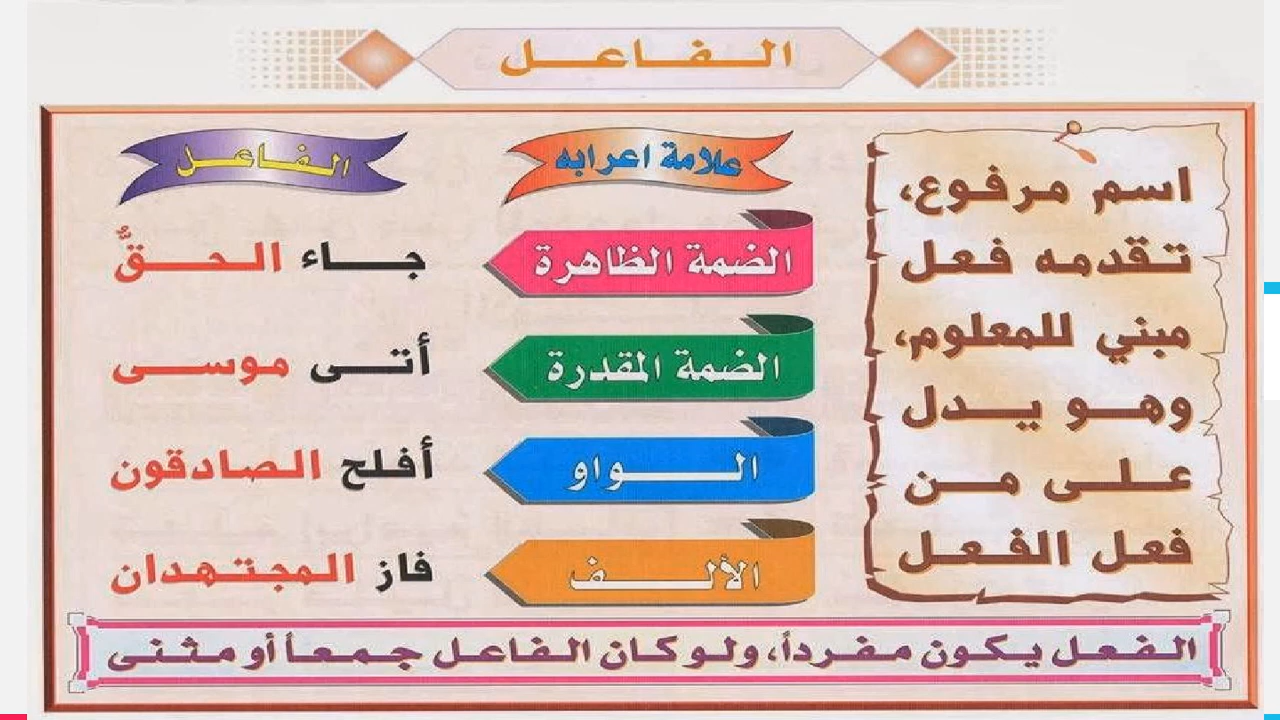 الفاعل
اسم مرفوع،
تقدمه فعل
مبني للمعلوم،
وهو يدل
على من
فعل الفعل
علامة اعرابه
الفاعل
الضمة الظاهرة
جاء الحقُّ
الضمة المقدرة
أتى موسى
الواو
أفلح الصادقون
الألف
فاز المجتهدان
الفعل يكون مفرداً، ولو كان الفاعل جمعاً أو مثنى